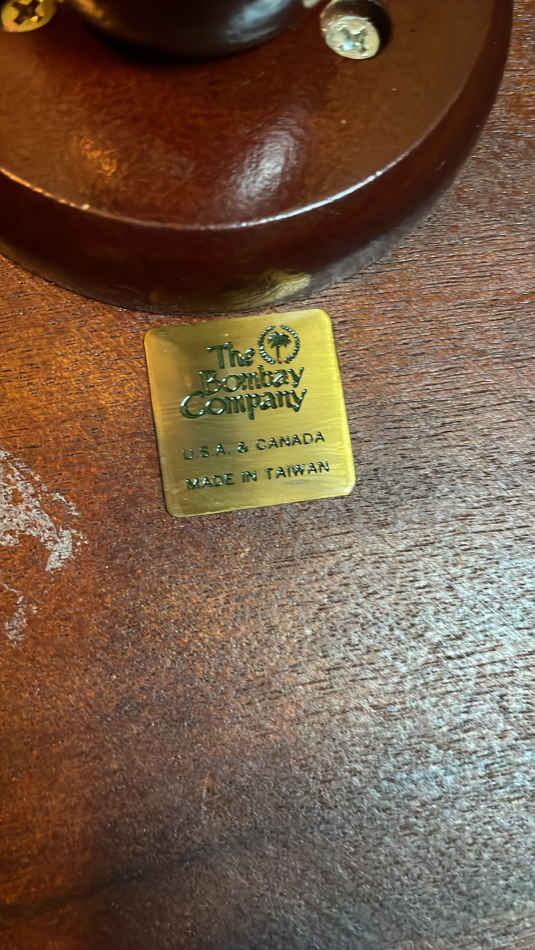 The
Bombay
Company
U.S.A. & CANADA
MADE IN TAIWAN